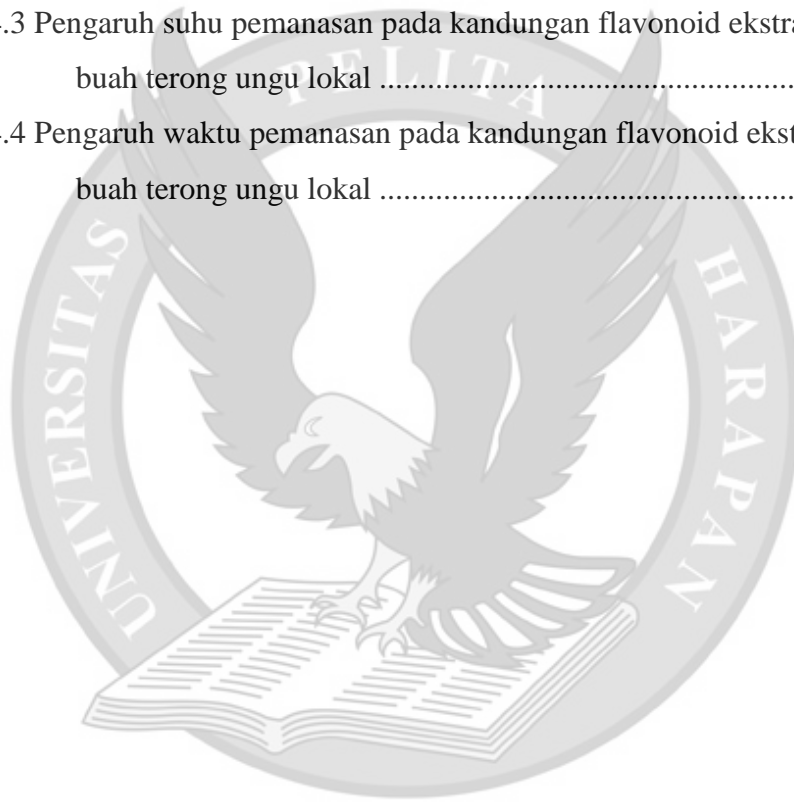 .3 Pengaruh suhu pemanasan pada kandungan flavonoid ekstra
buah terong ungu lokal ............................................
.4 Pengaruh waktu pemanasan pada kandungan flavonoid ekst
buah terong ungu lokal ............................................
UNIVERSITAS PELITA HARAPAN